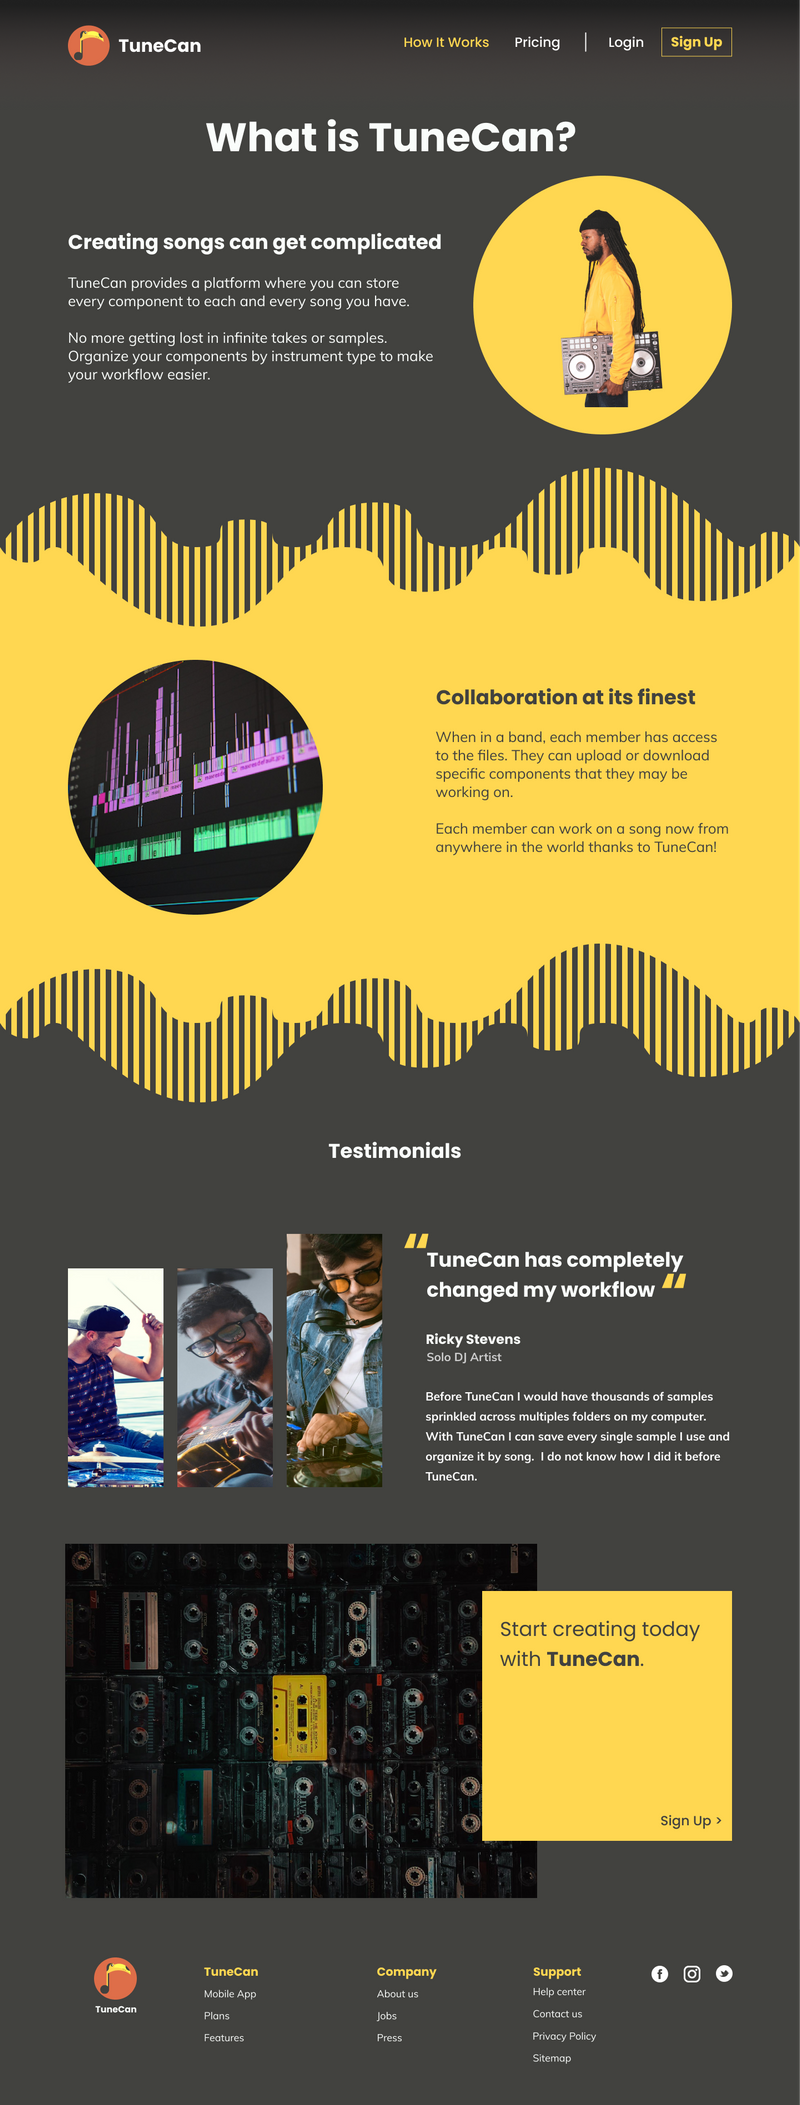 TuneCan
How It Works
Pricing
Login
Sign Up
What is TuneCan?
Creating songs can get complicated
TuneCan provides a platform where you can store
every component to each and every song you have.
No more getting lost in infinite takes or samples.
Organize your components by instrument type to make
your workflow easier.
Collaboration at its finest
When in a band, each member has access
to the files. They can upload or download
specific components that they may be
working on.
Each member can work on a song now from
anywhere in the world thanks to TuneCan!
Testimonials
TuneCan has completely
changed my workflow
Ricky Stevens
Solo DJ Artist
Before TuneCan I would have thousands of samples
sprinkled across multiples folders on my computer.
With TuneCan I can save every single sample I use and
organize it by song. I do not know how I did it before
TuneCan.
Start creating today
with TuneCan.
Sign Up >
TuneCan
TuneCan
Mobile App
Plans
Features
Company
About us
Jobs
Press
Support
Help center
Contact us
Privacy Policy
Sitemap